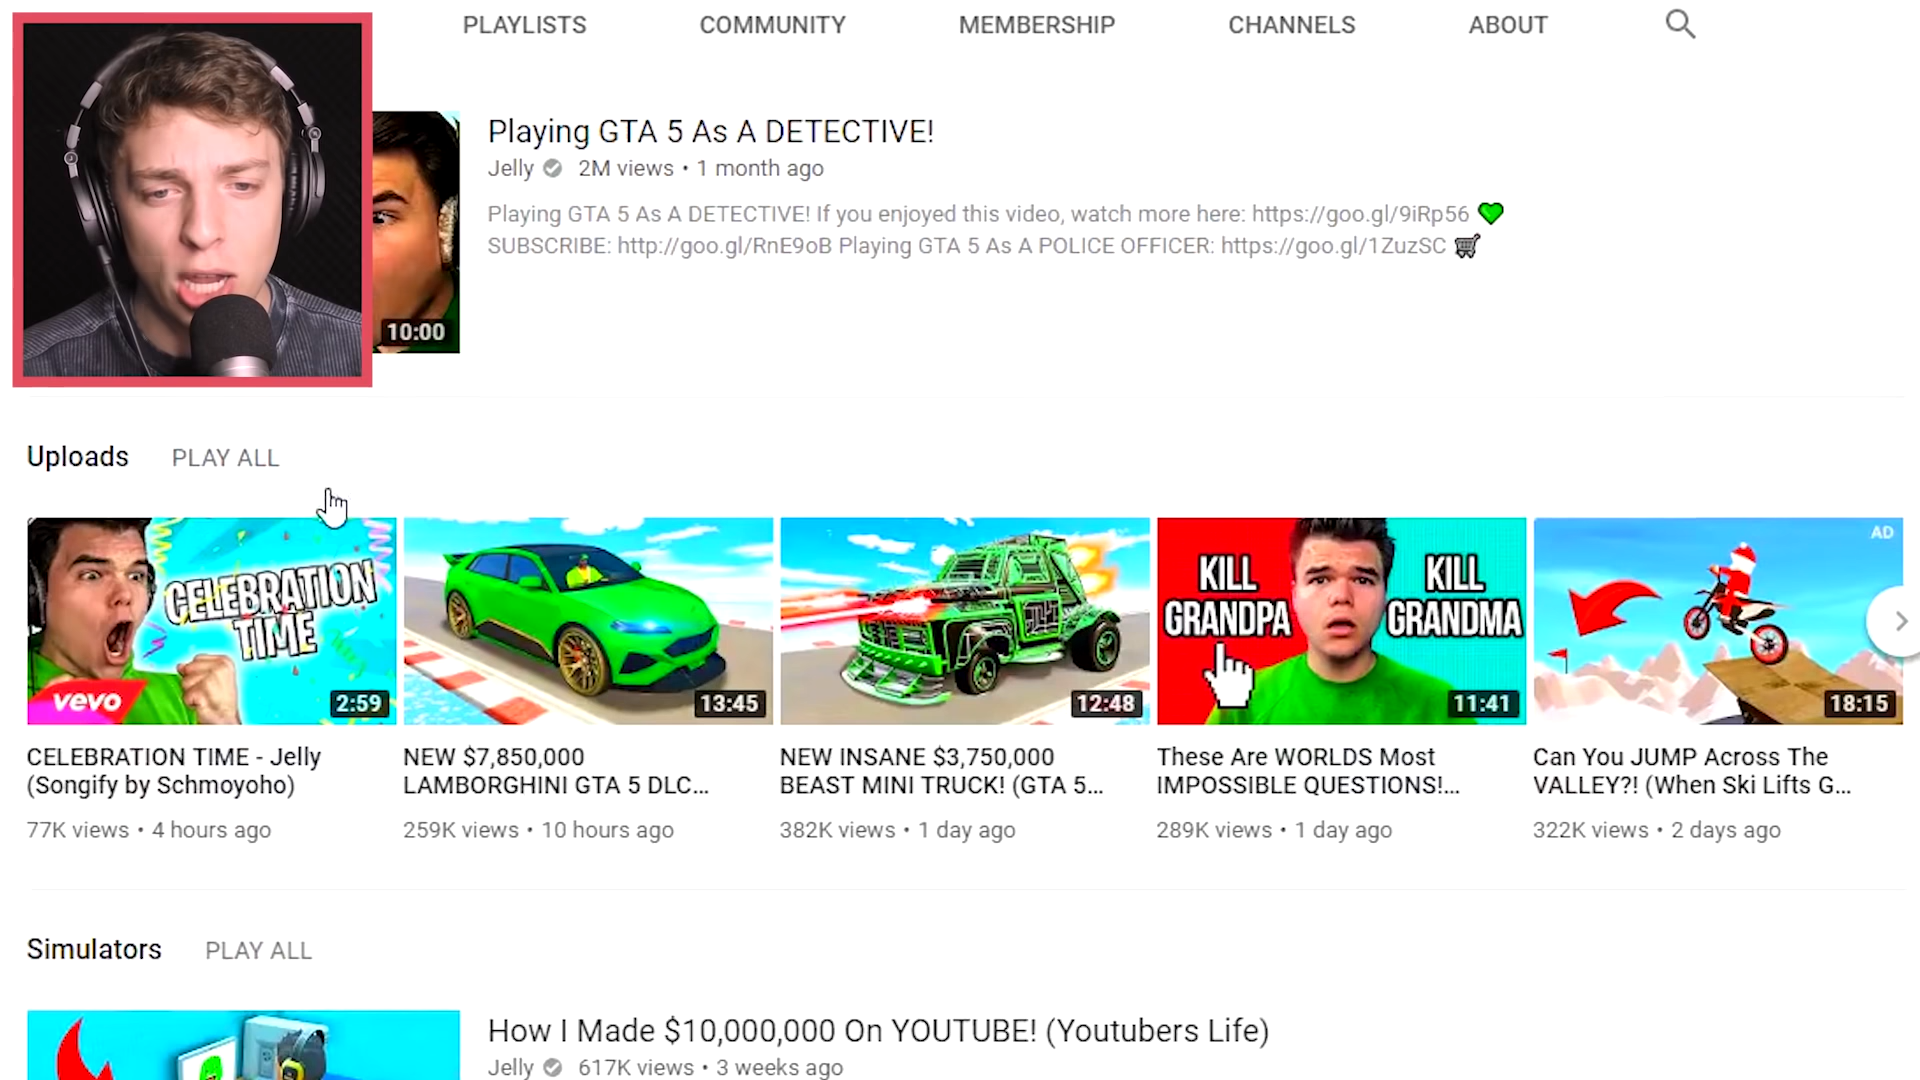 PLAYLISTS COMMUNITY MEMBERSHIP CHANNELS ABOUT
Playing GTA 5 As A DETECTIVE!
Jelly 2M views • 1 month ago
Playing GTA 5 As A DETECTIVE! If you enjoyed this video, watch more here: https://goo.gl/9iRp56
SUBSCRIBE: http://goo.gl/RnE9oB Playing GTA 5 As A POLICE OFFICER: https://goo.gl/1ZuzSC
10:00
Uploads PLAY ALL
CELEBRATION
TIME
vevo
2:59
13:45
12:48
KILL
GRANDPA
KILL
GRANDMA
11:41
AD
18:15
CELEBRATION TIME - Jelly
(Songify by Schmoyoho)
77K views • 4 hours ago
NEW $7,850,000
LAMBORGHINI GTA 5 DLC...
259K views • 10 hours ago
NEW INSANE $3,750,000
BEAST MINI TRUCK! (GTA 5...
382K views • 1 day ago
These Are WORLDS Most
IMPOSSIBLE QUESTIONS!...
289K views • 1 day ago
Can You JUMP Across The
VALLEY?! (When Ski Lifts G...
322K views • 2 days ago
Simulators PLAY ALL
How I Made $10,000,000 On YOUTUBE! (Youtubers Life)
Jelly 617K views • 3 weeks ago